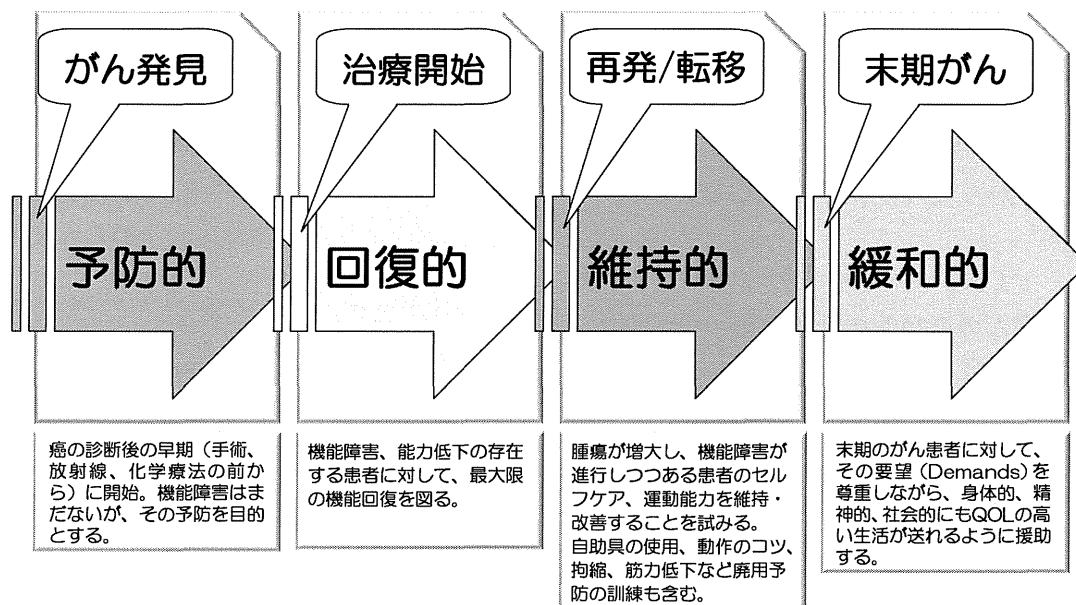 がん発見
治療開始
再発/転移
末期がん
予防的
回復的
維持的
緩和的
癌の診断後の早期（手術、
放射線、化学療法の前か
ら）に開始。機能障害はま
だないが、その予防を目的
とする。
機能障害、能力低下の存在
する患者に対して、最大限
の機能回復を図る。
腫瘍が増大し、機能障害が
進行しつつある患者のセル
フケア、運動能力を維持・
改善することを試みる。
自助具の使用、動作のコツ、
拘縮、筋力低下など廃用予
防の訓練も含む。
末期のがん患者に対して、
その要望（Demands）を
尊重しながら、身体的、精
神的、社会的にもQOLの高
い生活が送れるように援助
する。